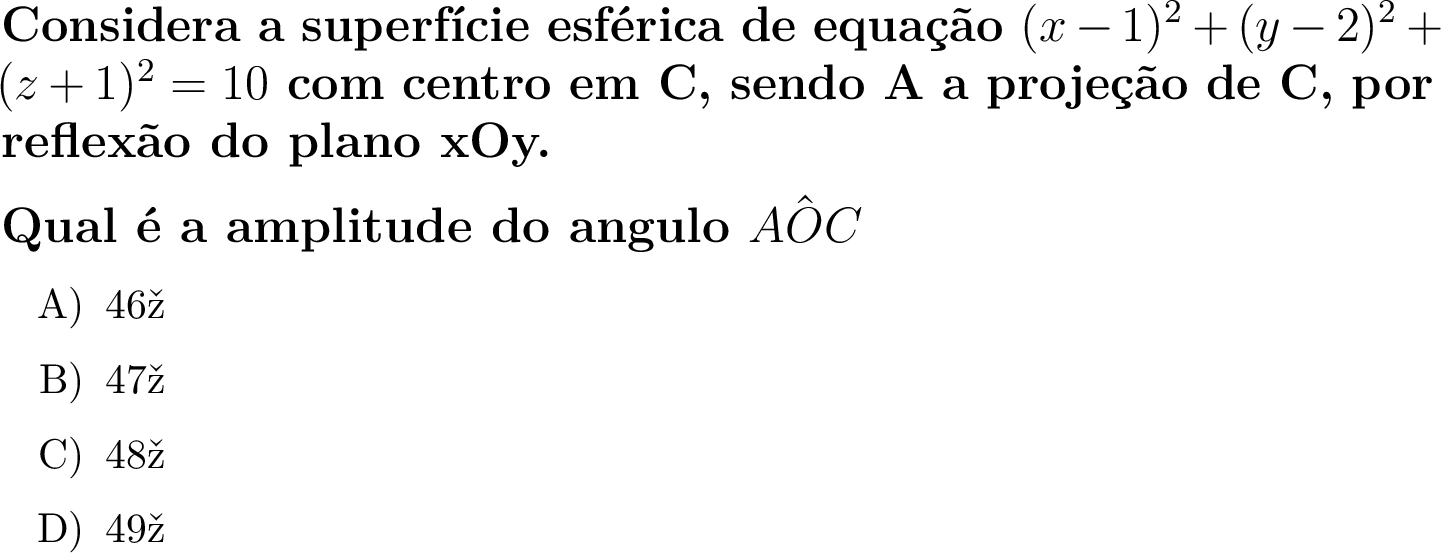 Considera a superfície esférica de equação $(x-1)^2+(y-2)^2+$
$(z+1)^2=10$ com centro em C, sendo A a projeção de C, por
reflexão do plano xOy.
Qual é a amplitude do angulo $A\hat{O}C$
A) 46ž
B) 47ž
C) 48ž
D) 49ž